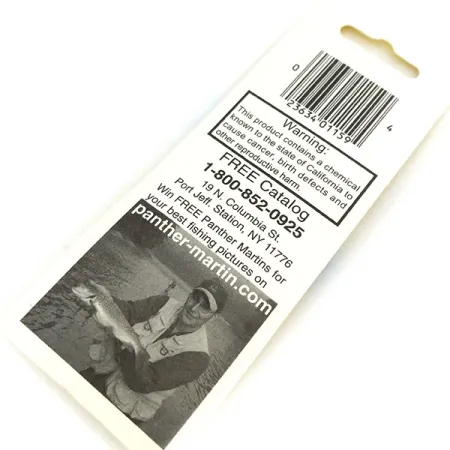 0 23634 01159 4
Warning:
This product contains a chemical
known to the state of California to
cause cancer, birth defects and
other reproductive harm.
FREE Catalog
1-800-852-0925
19 N. Columbia St.
Port Jeff. Station, NY 11776
Win FREE Panther Martins for
your best fishing pictures on
panther-martin.com